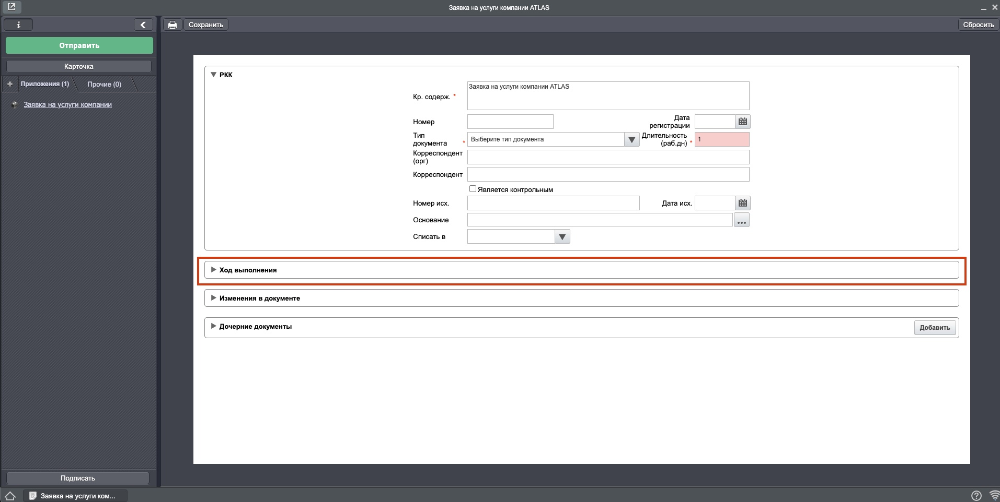 Заявка на услуги компании ATLAS
i
Сохранить
Сбросить
Отправить
Карточка
Приложения (1)
Прочие (0)
Заявка на услуги компании
РКК
Кр. содерж. *
Заявка на услуги компании ATLAS
Номер
Дата
регистрации
Тип
документа *
Выберите тип документа
Длительность
(раб.дн) *
1
Корреспондент
(орг)
Корреспондент
Является контрольным
Номер исх.
Дата исх.
Основание
...
Списать в
Ход выполнения
Изменения в документе
Дочерние документы
Добавить
Подписать
Заявка на услуги ком...